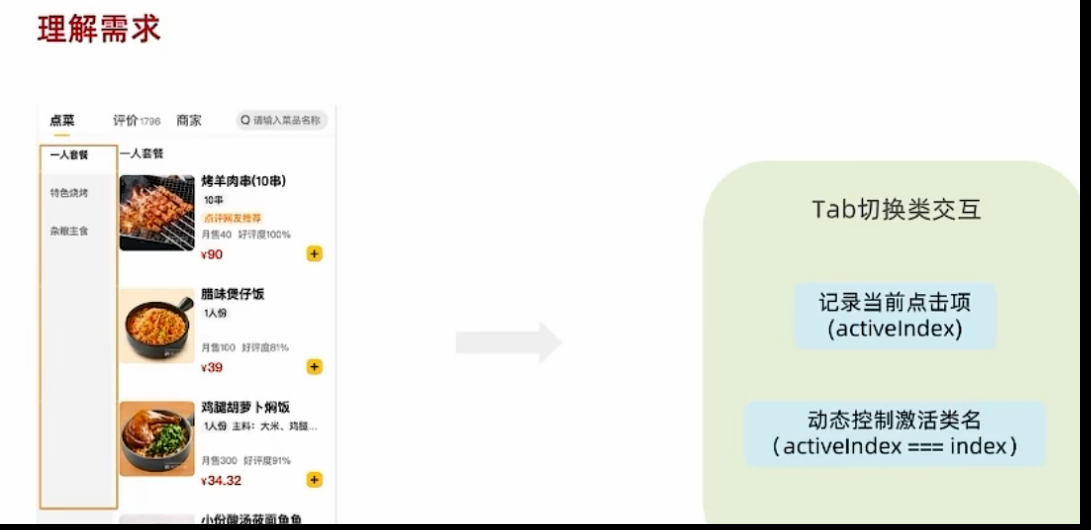 理解需求
点菜 评价1796 商家 请输入菜品名称
一人套餐
特色烧烤
杂粮主食
一人套餐
烤羊肉串(10串)
10串
点评网友推荐
月售40 好评度100%
¥90
腊味煲仔饭
1人份
月售100 好评度81%
¥39
鸡腿胡萝卜焖饭
1人份 主料：大米、鸡腿...
月售300 好评度91%
¥34.32
小份酸汤莜面鱼鱼
Tab切换类交互
记录当前点击项
(activeIndex)
动态控制激活类名
（activeIndex === index）